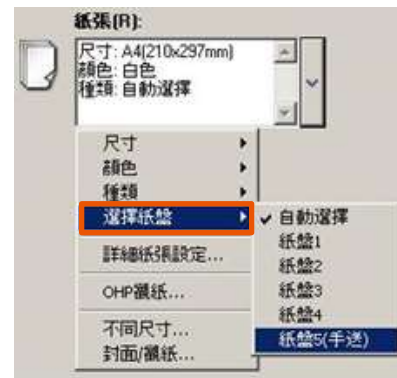 紙張(R):
尺寸: A4(210x297mm)
顏色: 白色
種類: 自動選擇
尺寸
顏色
種類
選擇紙盤
詳細紙張設定...
OHP襯紙...
不同尺寸...
封面/襯紙...
自動選擇
紙盤1
紙盤2
紙盤3
紙盤4
紙盤5(手送)